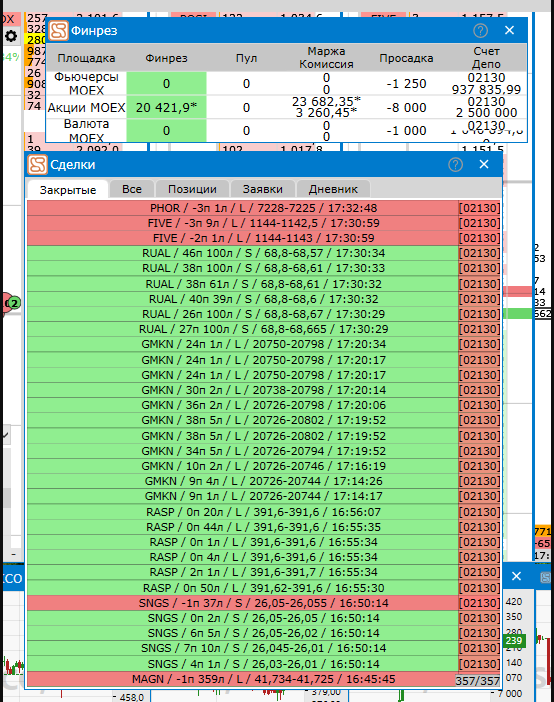 Финрез
Площадка Финрез Пул Маржа Комиссия Просадка Счет Депо
Фьючерсы MOEX 0 0 0 0 -1 250 02130 937 835,99
Акции MOEX 20 421,9* 0 23 682,35* 3 260,45* -8 000 02130 2 500 000
Валюта MOEX 0 0 0 0 -1 000 02130
Сделки
Закрытые Все Позиции Заявки Дневник
PHOR / -3п 1л / L / 7228-7225 / 17:32:48 [02130]
FIVE / -3п 9л / L / 1144-1142,5 / 17:30:59 [02130]
FIVE / -2п 1л / L / 1144-1143 / 17:30:59 [02130]
RUAL / 46п 100л / S / 68,8-68,57 / 17:30:34 [02130]
RUAL / 38п 100л / S / 68,8-68,61 / 17:30:33 [02130]
RUAL / 38п 61л / S / 68,8-68,61 / 17:30:32 [02130]
RUAL / 40п 39л / S / 68,8-68,6 / 17:30:32 [02130]
RUAL / 26п 100л / S / 68,8-68,67 / 17:30:29 [02130]
RUAL / 27п 100л / S / 68,8-68,665 / 17:30:29 [02130]
GMKN / 24п 1л / L / 20750-20798 / 17:20:34 [02130]
GMKN / 24п 1л / L / 20750-20798 / 17:20:17 [02130]
GMKN / 24п 1л / L / 20750-20798 / 17:20:17 [02130]
GMKN / 30п 2л / L / 20738-20798 / 17:20:14 [02130]
GMKN / 36п 2л / L / 20726-20798 / 17:20:06 [02130]
GMKN / 38п 5л / L / 20726-20802 / 17:19:52 [02130]
GMKN / 38п 5л / L / 20726-20802 / 17:19:52 [02130]
GMKN / 34п 5л / L / 20726-20794 / 17:19:52 [02130]
GMKN / 10п 2л / L / 20726-20746 / 17:16:19 [02130]
GMKN / 9п 4л / L / 20726-20744 / 17:14:26 [02130]
GMKN / 9п 1л / L / 20726-20744 / 17:14:17 [02130]
RASP / 0п 20л / L / 391,6-391,6 / 16:56:07 [02130]
RASP / 0п 44л / L / 391,6-391,6 / 16:55:35 [02130]
RASP / 0п 1л / L / 391,6-391,6 / 16:55:34 [02130]
RASP / 0п 4л / L / 391,6-391,6 / 16:55:34 [02130]
RASP / 2п 1л / L / 391,6-391,7 / 16:55:34 [02130]
RASP / 0п 50л / L / 391,62-391,6 / 16:55:30 [02130]
SNGS / -1п 37л / S / 26,05-26,055 / 16:50:14 [02130]
SNGS / 0п 2л / S / 26,05-26,05 / 16:50:14 [02130]
SNGS / 6п 5л / S / 26,05-26,02 / 16:50:14 [02130]
SNGS / 7п 10л / S / 26,045-26,01 / 16:50:14 [02130]
SNGS / 4п 1л / S / 26,03-26,01 / 16:50:14 [02130]
MAGN / -1п 359л / L / 41,734-41,725 / 16:45:45 357/357
420
350
239
210
140
070
7 000
458,0
379,00